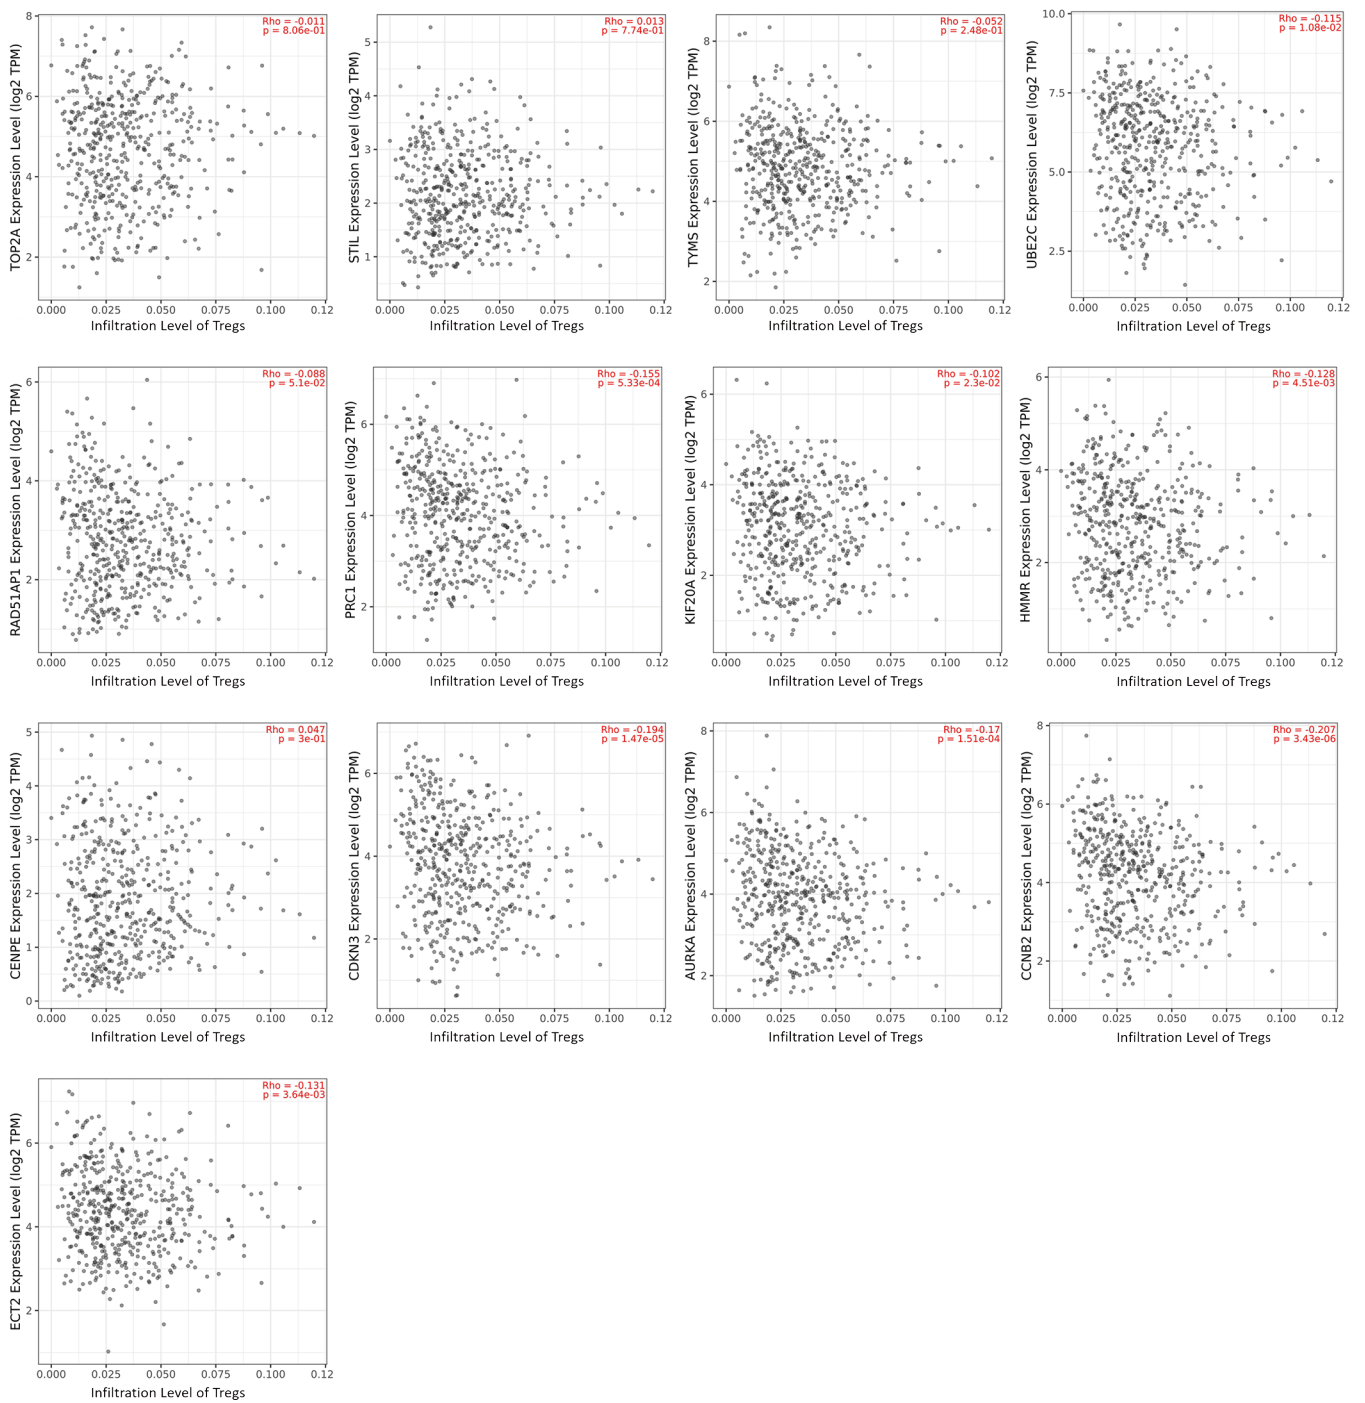 Rho = -0.011
p = 8.06e-01
TOP2A Expression Level (log2 TPM)
8
6
4
2
0.000 0.025 0.050 0.075 0.100 0.12
Infiltration Level of Tregs
Rho = 0.013
p = 7.74e-01
STIL Expression Level (log2 TPM)
5
4
3
2
1
0.000 0.025 0.050 0.075 0.100 0.12
Infiltration Level of Tregs
Rho = -0.052
p = 2.48e-01
TYMS Expression Level (log2 TPM)
8
6
4
2
0.000 0.025 0.050 0.075 0.100 0.12
Infiltration Level of Tregs
Rho = -0.115
p = 1.08e-02
UBE2C Expression Level (log2 TPM)
10.0
7.5
5.0
2.5
0.000 0.025 0.050 0.075 0.100 0.12
Infiltration Level of Tregs
Rho = -0.088
p = 5.1e-02
RAD51AP1 Expression Level (log2 TPM)
6
4
2
0.000 0.025 0.050 0.075 0.100 0.12
Infiltration Level of Tregs
Rho = -0.155
p = 5.33e-04
PRC1 Expression Level (log2 TPM)
6
4
2
0.000 0.025 0.050 0.075 0.100 0.12
Infiltration Level of Tregs
Rho = -0.102
p = 2.3e-02
KIF20A Expression Level (log2 TPM)
6
4
2
0.000 0.025 0.050 0.075 0.100 0.12
Infiltration Level of Tregs
Rho = -0.128
p = 4.51e-03
HMMR Expression Level (log2 TPM)
6
4
2
0.000 0.025 0.050 0.075 0.100 0.12
Infiltration Level of Tregs
Rho = 0.047
p = 3e-01
CENPE Expression Level (log2 TPM)
5
4
3
2
1
0
0.000 0.025 0.050 0.075 0.100 0.12
Infiltration Level of Tregs
Rho = -0.194
p = 1.47e-05
CDKN3 Expression Level (log2 TPM)
6
4
2
0.000 0.025 0.050 0.075 0.100 0.12
Infiltration Level of Tregs
Rho = -0.17
p = 1.51e-04
AURKA Expression Level (log2 TPM)
8
6
4
2
0.000 0.025 0.050 0.075 0.100 0.12
Infiltration Level of Tregs
Rho = -0.207
p = 3.43e-06
CCNB2 Expression Level (log2 TPM)
8
6
4
2
0.000 0.025 0.050 0.075 0.100 0.12
Infiltration Level of Tregs
Rho = -0.131
p = 3.64e-03
ECT2 Expression Level (log2 TPM)
6
4
2
0.000 0.025 0.050 0.075 0.100 0.12
Infiltration Level of Tregs